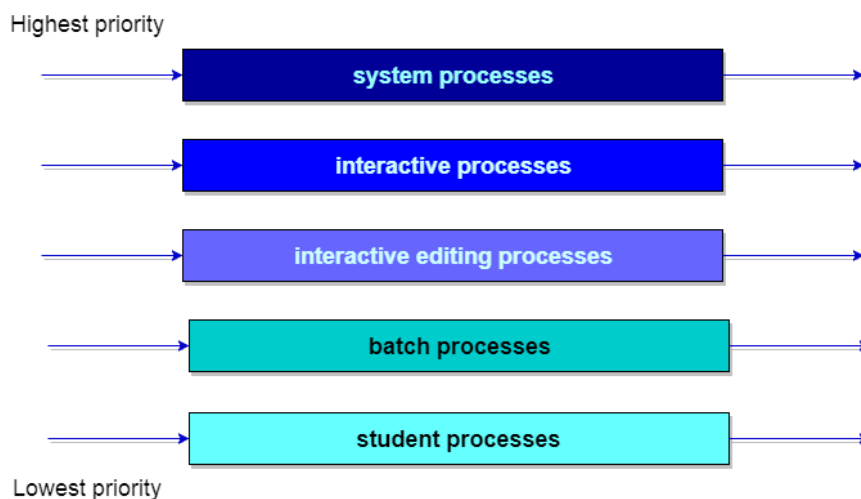 Highest priority
system processes
interactive processes
interactive editing processes
batch processes
student processes
Lowest priority